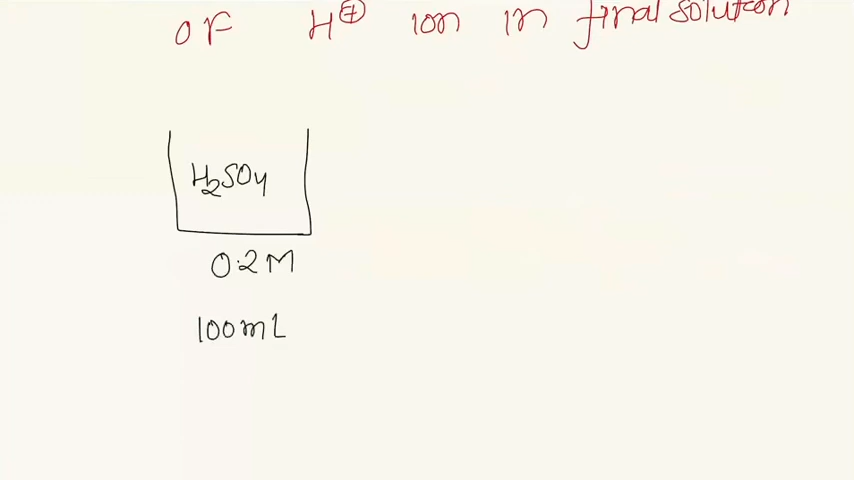 OF H⊕ ion in final solution
H₂SO₄
0.2M
100mL